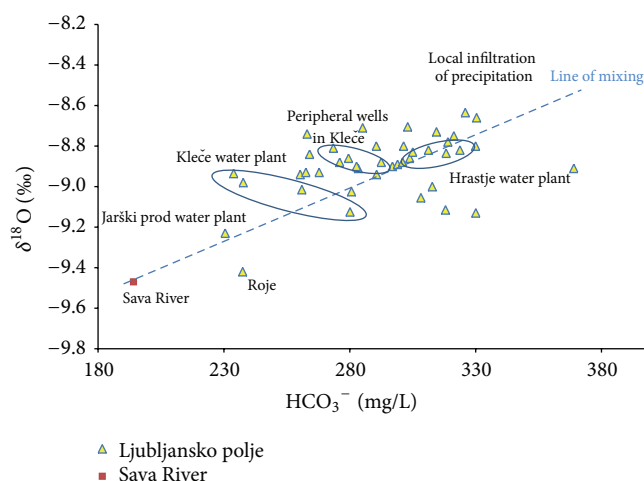 −8.2
−8.4
−8.6
−8.8
−9.0
−9.2
−9.4
−9.6
−9.8
δ18O (‰)
Local infiltration
of precipitation
Line of mixing
Peripheral wells
in Kleče
Kleče water plant
Hrastje water plant
Jarški prod water plant
Sava River
Roje
180
230
280
330
380
HCO3− (mg/L)
Ljubljansko polje
Sava River